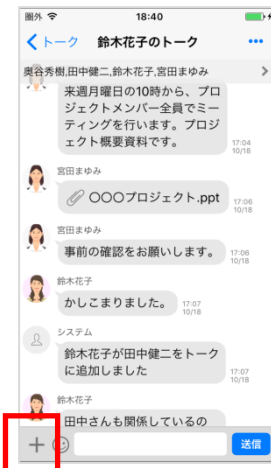 圏外 18:40
トーク 鈴木花子のトーク
奥谷秀樹,田中健二,鈴木花子,宮田まゆみ
来週月曜日の10時から、プロ
ジェクトメンバー全員でミー
ティングを行います。プロジ
ェクト概要資料です。
17:04
10/18
宮田まゆみ
〇〇〇プロジェクト.ppt
17:06
10/18
宮田まゆみ
事前の確認をお願いします。
17:06
10/18
鈴木花子
かしこまりました。
17:07
10/18
システム
鈴木花子が田中健二をトーク
に追加しました
17:07
10/18
鈴木花子
田中さんも関係しているの
送信